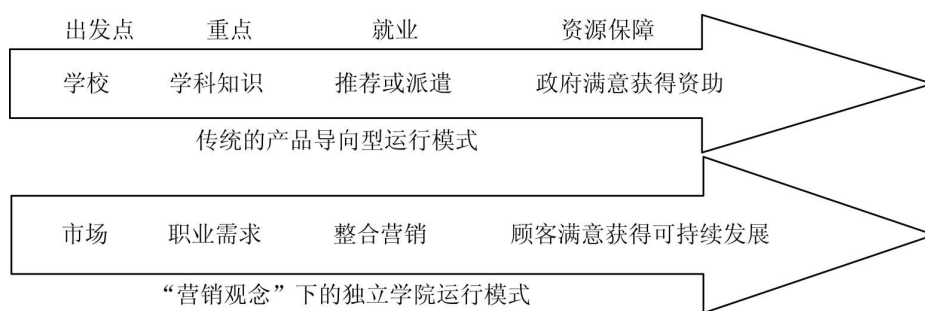 出发点 重点 就业 资源保障
学校 学科知识 推荐或派遣 政府满意获得资助
传统的产品导向型运行模式
市场 职业需求 整合营销 顾客满意获得可持续发展
“营销观念”下的独立学院运行模式